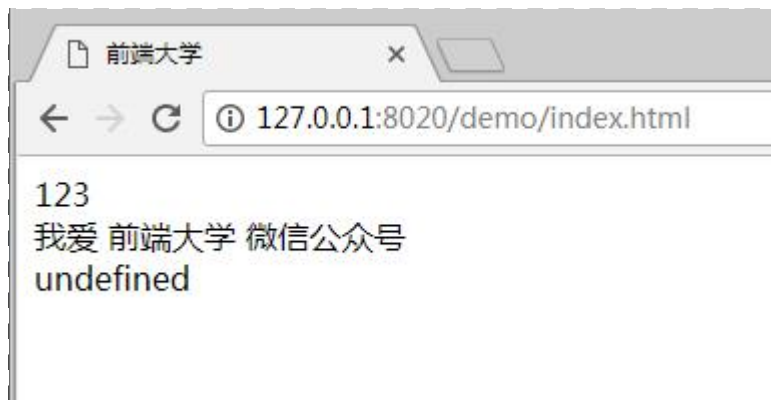 前端大学
127.0.0.1:8020/demo/index.html
123
我爱 前端大学 微信公众号
undefined